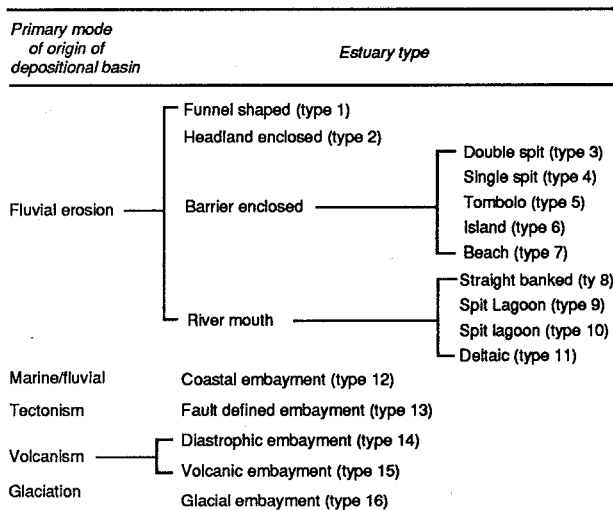 Primary mode
of origin of
depositional basin
Estuary type
Funnel shaped (type 1)
Headland enclosed (type 2)
Double spit (type 3)
Single spit (type 4)
Fluvial erosion
Barrier enclosed
Tombolo (type 5)
Island (type 6)
Beach (type 7)
Straight banked (ty 8)
Spit Lagoon (type 9)
River mouth
Spit lagoon (type 10)
Deltaic (type 11)
Marine/fluvial
Coastal embayment (type 12)
Tectonism
Fault defined embayment (type 13)
Diastrophic embayment (type 14)
Volcanism
Volcanic embayment (type 15)
Glaciation
Glacial embayment (type 16)